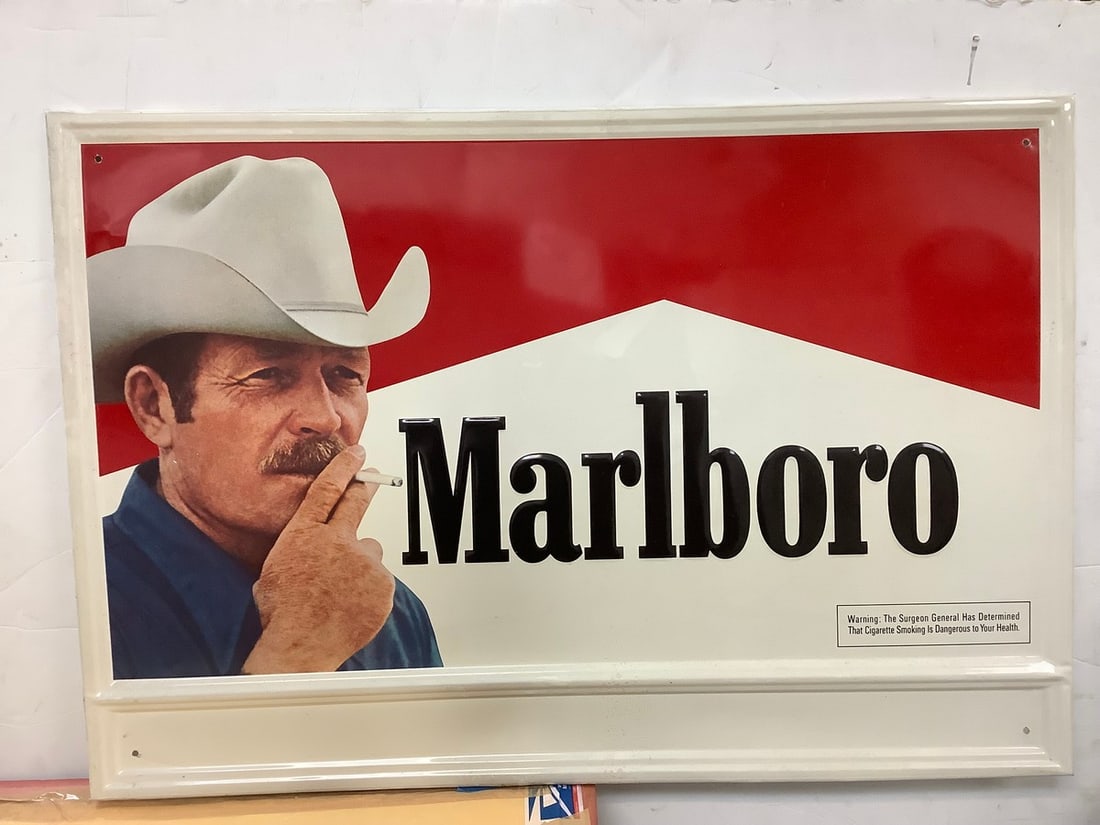 Marlboro
Warning: The Surgeon General Has Determined
That Cigarette Smoking Is Dangerous to Your Health.